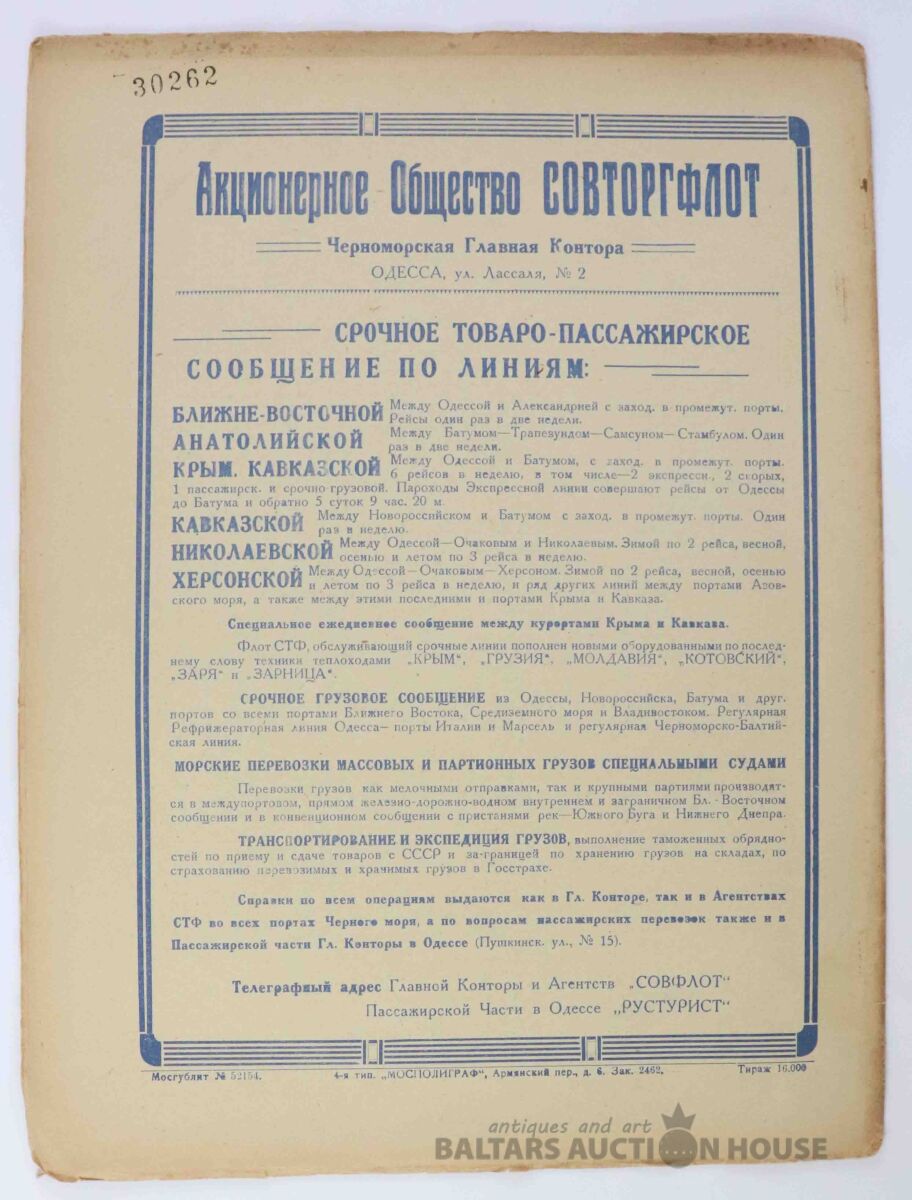 30262
Акционерное Общество СОВТОРГФЛОТ
Черноморская Главная Контора
ОДЕССА, ул. Лассаля, № 2
СРОЧНОЕ ТОВАРО-ПАССАЖИРСКОЕ
СООБЩЕНИЕ ПО ЛИНИЯМ:
БЛИЖНЕ-ВОСТОЧНОЙ Между Одессой и Александрией с заход. в промежут. порты.
Рейсы один раз в две недели.
АНАТОЛИЙСКОЙ Между Батумом—Трапезундом—Самсуном—Стамбулом. Один
раз в две недели.
КРЫМ. КАВКАЗСКОЙ Между Одессой и Батумом, с заход. в промежут. порты.
6 рейсов в неделю, в том числе—2 экспрессн., 2 скорых,
1 пассажирск. и срочно-грузовой. Пароходы Экспрессной линии совершают рейсы от Одессы
до Батума и обратно 5 суток 9 час. 20 м.
КАВКАЗСКОЙ Между Новороссийском и Батумом с заход. в промежут. порты. Один
раз в неделю.
НИКОЛАЕВСКОЙ Между Одессой—Очаковым и Николаевым. Зимой по 2 рейса, весной,
осенью и летом по 3 рейса в неделю.
ХЕРСОНСКОЙ Между Одессой—Очаковым—Херсоном. Зимой по 2 рейса, весной, осенью
и летом по 3 рейса в неделю, и ряд других линий между портами Азов-
ского моря, а также между этими последними и портами Крыма и Кавказа.
Специальное ежедневное сообщение между курортами Крыма и Кавказа.
Флот СТФ, обслуживающий срочные линии пополнен новыми оборудованными по послед-
нему слову техники теплоходами „КРЫМ“, „ГРУЗИЯ“, „МОЛДАВИЯ“, „КОТОВСКИЙ“,
„ЗАРЯ“ и „ЗАРНИЦА“.
СРОЧНОЕ ГРУЗОВОЕ СООБЩЕНИЕ из Одессы, Новороссийска, Батума и друг.
портов со всеми портами Ближнего Востока, Средиземного моря и Владивостоком. Регулярная
Рефрижераторная линия Одесса— порты Италии и Марсель и регулярная Черноморско-Балтий-
ская линия.
МОРСКИЕ ПЕРЕВОЗКИ МАССОВЫХ И ПАРТИОННЫХ ГРУЗОВ СПЕЦИАЛЬНЫМИ СУДАМИ
Перевозки грузов как мелочными отправками, так и крупными партиями производят-
ся в междупортовом, прямом железно-дорожно-водном внутреннем и заграничном Бл.-Восточном
сообщении и в конвенционном сообщении с пристанями рек—Южного Буга и Нижнего Днепра.
ТРАНСПОРТИРОВАНИЕ И ЭКСПЕДИЦИЯ ГРУЗОВ, выполнение таможенных обрядно-
стей по приему и сдаче товаров с СССР и за-границей по хранению грузов на складах, по
страхованию перевозимых и хранимых грузов в Госстрахе.
Справки по всем операциям выдаются как в Гл. Конторе, так и в Агентствах
СТФ во всех портах Черного моря, а по вопросам пассажирских перевозок также и в
Пассажирской части Гл. Конторы в Одессе (Пушкинск. ул., № 15).
Телеграфный адрес Главной Конторы и Агентств „СОВФЛОТ“
Пассажирской Части в Одессе „РУСТУРИСТ“
Мосгублит № 52154. 4-я тип. „МОСПОЛИГРАФ“, Армянский пер., д. 6. Зак. 2462. Тираж 16.000
antiques and art
BALTARS AUCTION HOUSE